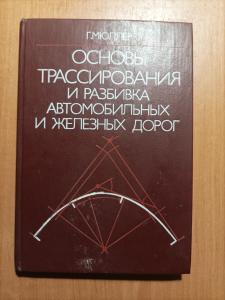 Г.МЮЛЛЕР
ОСНОВЫ
ТРАССИРОВАНИЯ
И РАЗБИВКА
АВТОМОБИЛЬНЫХ
И ЖЕЛЕЗНЫХ ДОРОГ